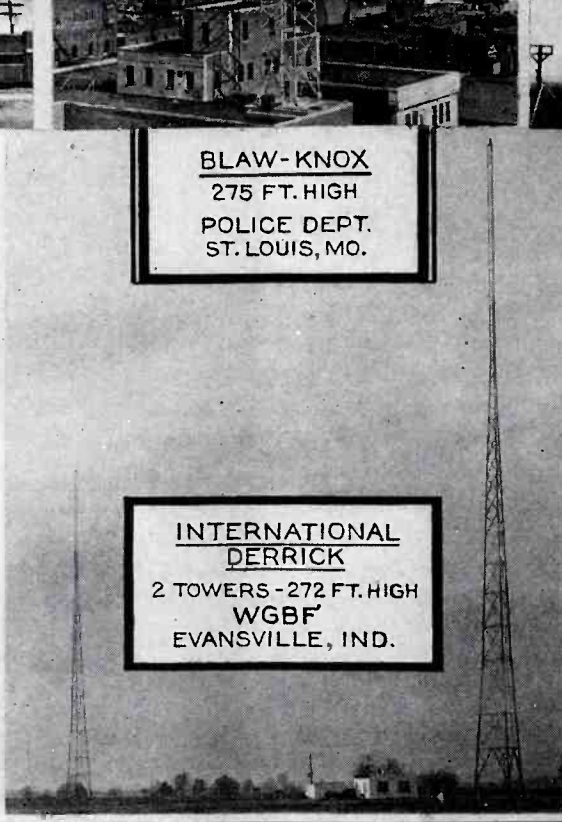 BLAW-KNOX
275 FT. HIGH
POLICE DEPT.
ST. LOUIS, MO.
INTERNATIONAL
DERRICK
2 TOWERS-272 FT. HIGH
WGBF
EVANSVILLE, IND.